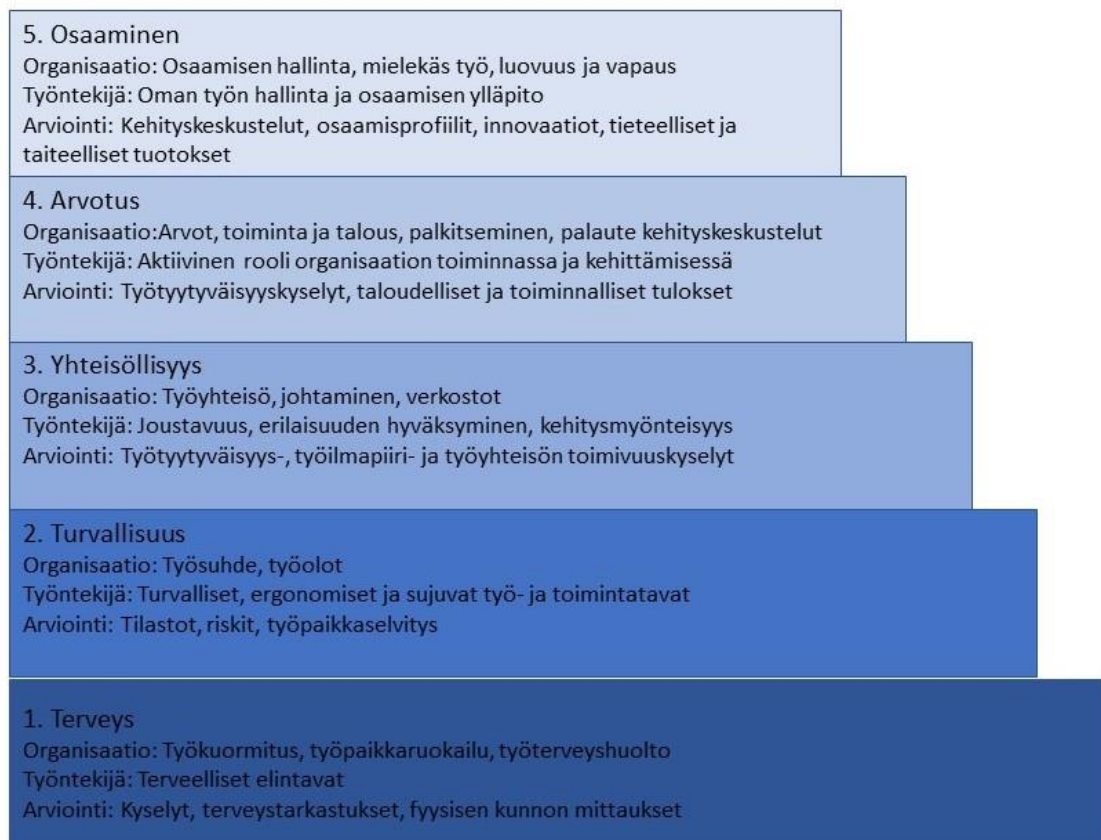 5. Osaaminen
Organisaatio: Osaamisen hallinta, mielekäs työ, luovuus ja vapaus
Työntekijä: Oman työn hallinta ja osaamisen ylläpito
Arviointi: Kehityskeskustelut, osaamisprofiilit, innovaatiot, tieteelliset ja
taiteelliset tuotokset
4. Arvotus
Organisaatio:Arvot, toiminta ja talous, palkitseminen, palaute kehityskeskustelut
Työntekijä: Aktiivinen rooli organisaation toiminnassa ja kehittämisessä
Arviointi: Työtyytyväisyyskyselyt, taloudelliset ja toiminnalliset tulokset
3. Yhteisöllisyys
Organisaatio: Työyhteisö, johtaminen, verkostot
Työntekijä: Joustavuus, erilaisuuden hyväksyminen, kehitysmyönteisyys
Arviointi: Työtyytyväisyys-, työilmapiiri- ja työyhteisön toimivuuskyselyt
2. Turvallisuus
Organisaatio: Työsuhde, työolot
Työntekijä: Turvalliset, ergonomiset ja sujuvat työ- ja toimintatavat
Arviointi: Tilastot, riskit, työpaikkaselvitys
1. Terveys
Organisaatio: Työkuormitus, työpaikkaruokailu, työterveyshuolto
Työntekijä: Terveelliset elintavat
Arviointi: Kyselyt, terveystarkastukset, fyysisen kunnon mittaukset